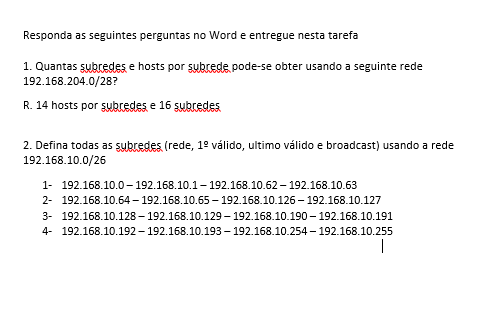 Responda as seguintes perguntas no Word e entregue nesta tarefa
1. Quantas subredes e hosts por subrede pode-se obter usando a seguinte rede
192.168.204.0/28?
R. 14 hosts por subredes e 16 subredes
2. Defina todas as subredes (rede, 1º válido, ultimo válido e broadcast) usando a rede
192.168.10.0/26
1- 192.168.10.0 – 192.168.10.1 – 192.168.10.62 – 192.168.10.63
2- 192.168.10.64 – 192.168.10.65 – 192.168.10.126 – 192.168.10.127
3- 192.168.10.128 – 192.168.10.129 – 192.168.10.190 – 192.168.10.191
4- 192.168.10.192 – 192.168.10.193 – 192.168.10.254 – 192.168.10.255